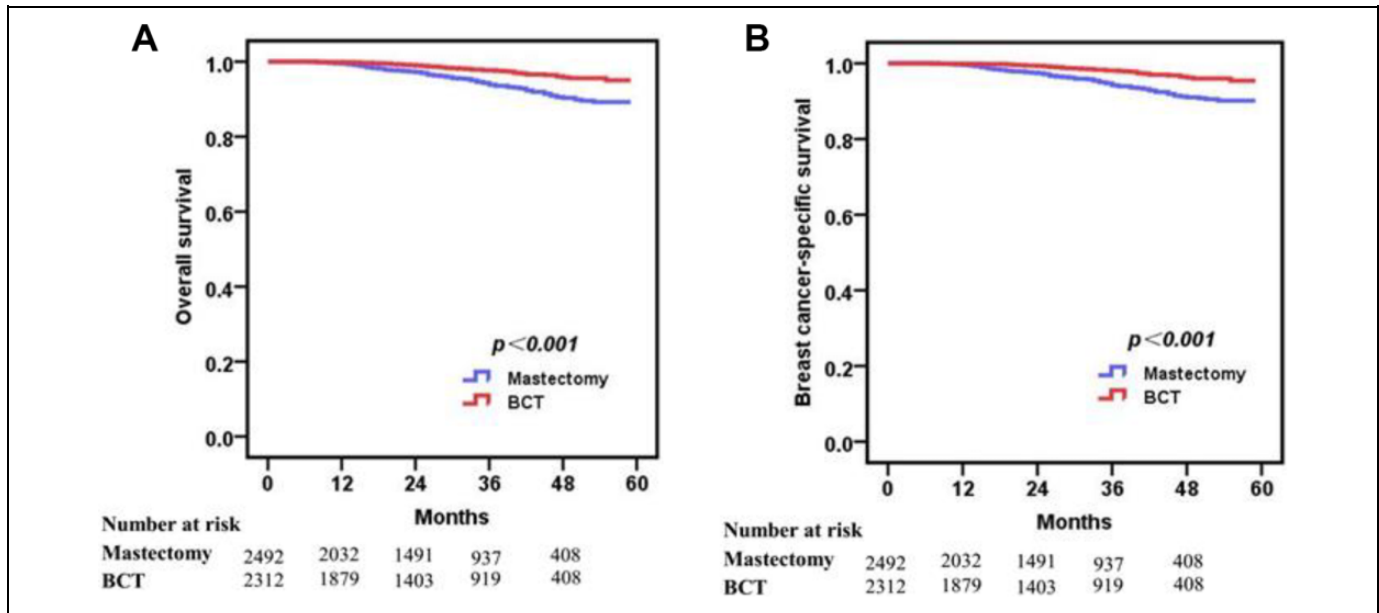 A
Overall survival
1.0
0.8
0.6
0.4
0.2
0.0
p<0.001
Mastectomy
BCT
0 12 24 36 48 60
Months
Number at risk
Mastectomy 2492 2032 1491 937 408
BCT 2312 1879 1403 919 408
B
Breast cancer-specific survival
1.0
0.8
0.6
0.4
0.2
0.0
p<0.001
Mastectomy
BCT
0 12 24 36 48 60
Months
Number at risk
Mastectomy 2492 2032 1491 937 408
BCT 2312 1879 1403 919 408